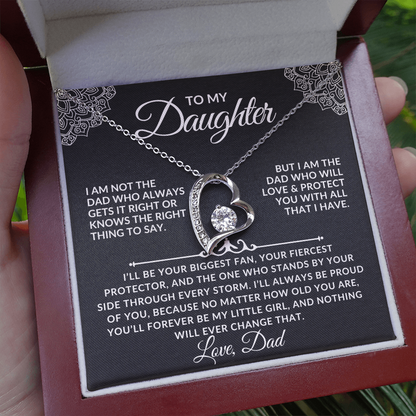 TO MY
Daughter
I AM NOT THE
DAD WHO ALWAYS
GETS IT RIGHT OR
KNOWS THE RIGHT
THING TO SAY.
BUT I AM THE
DAD WHO WILL
LOVE & PROTECT
YOU WITH ALL
THAT I HAVE.
I'LL BE YOUR BIGGEST FAN, YOUR FIERCEST
PROTECTOR, AND THE ONE WHO STANDS BY YOUR
SIDE THROUGH EVERY STORM. I'LL ALWAYS BE PROUD
OF YOU, BECAUSE NO MATTER HOW OLD YOU ARE,
YOU'LL FOREVER BE MY LITTLE GIRL, AND NOTHING
WILL EVER CHANGE THAT.
Love, Dad